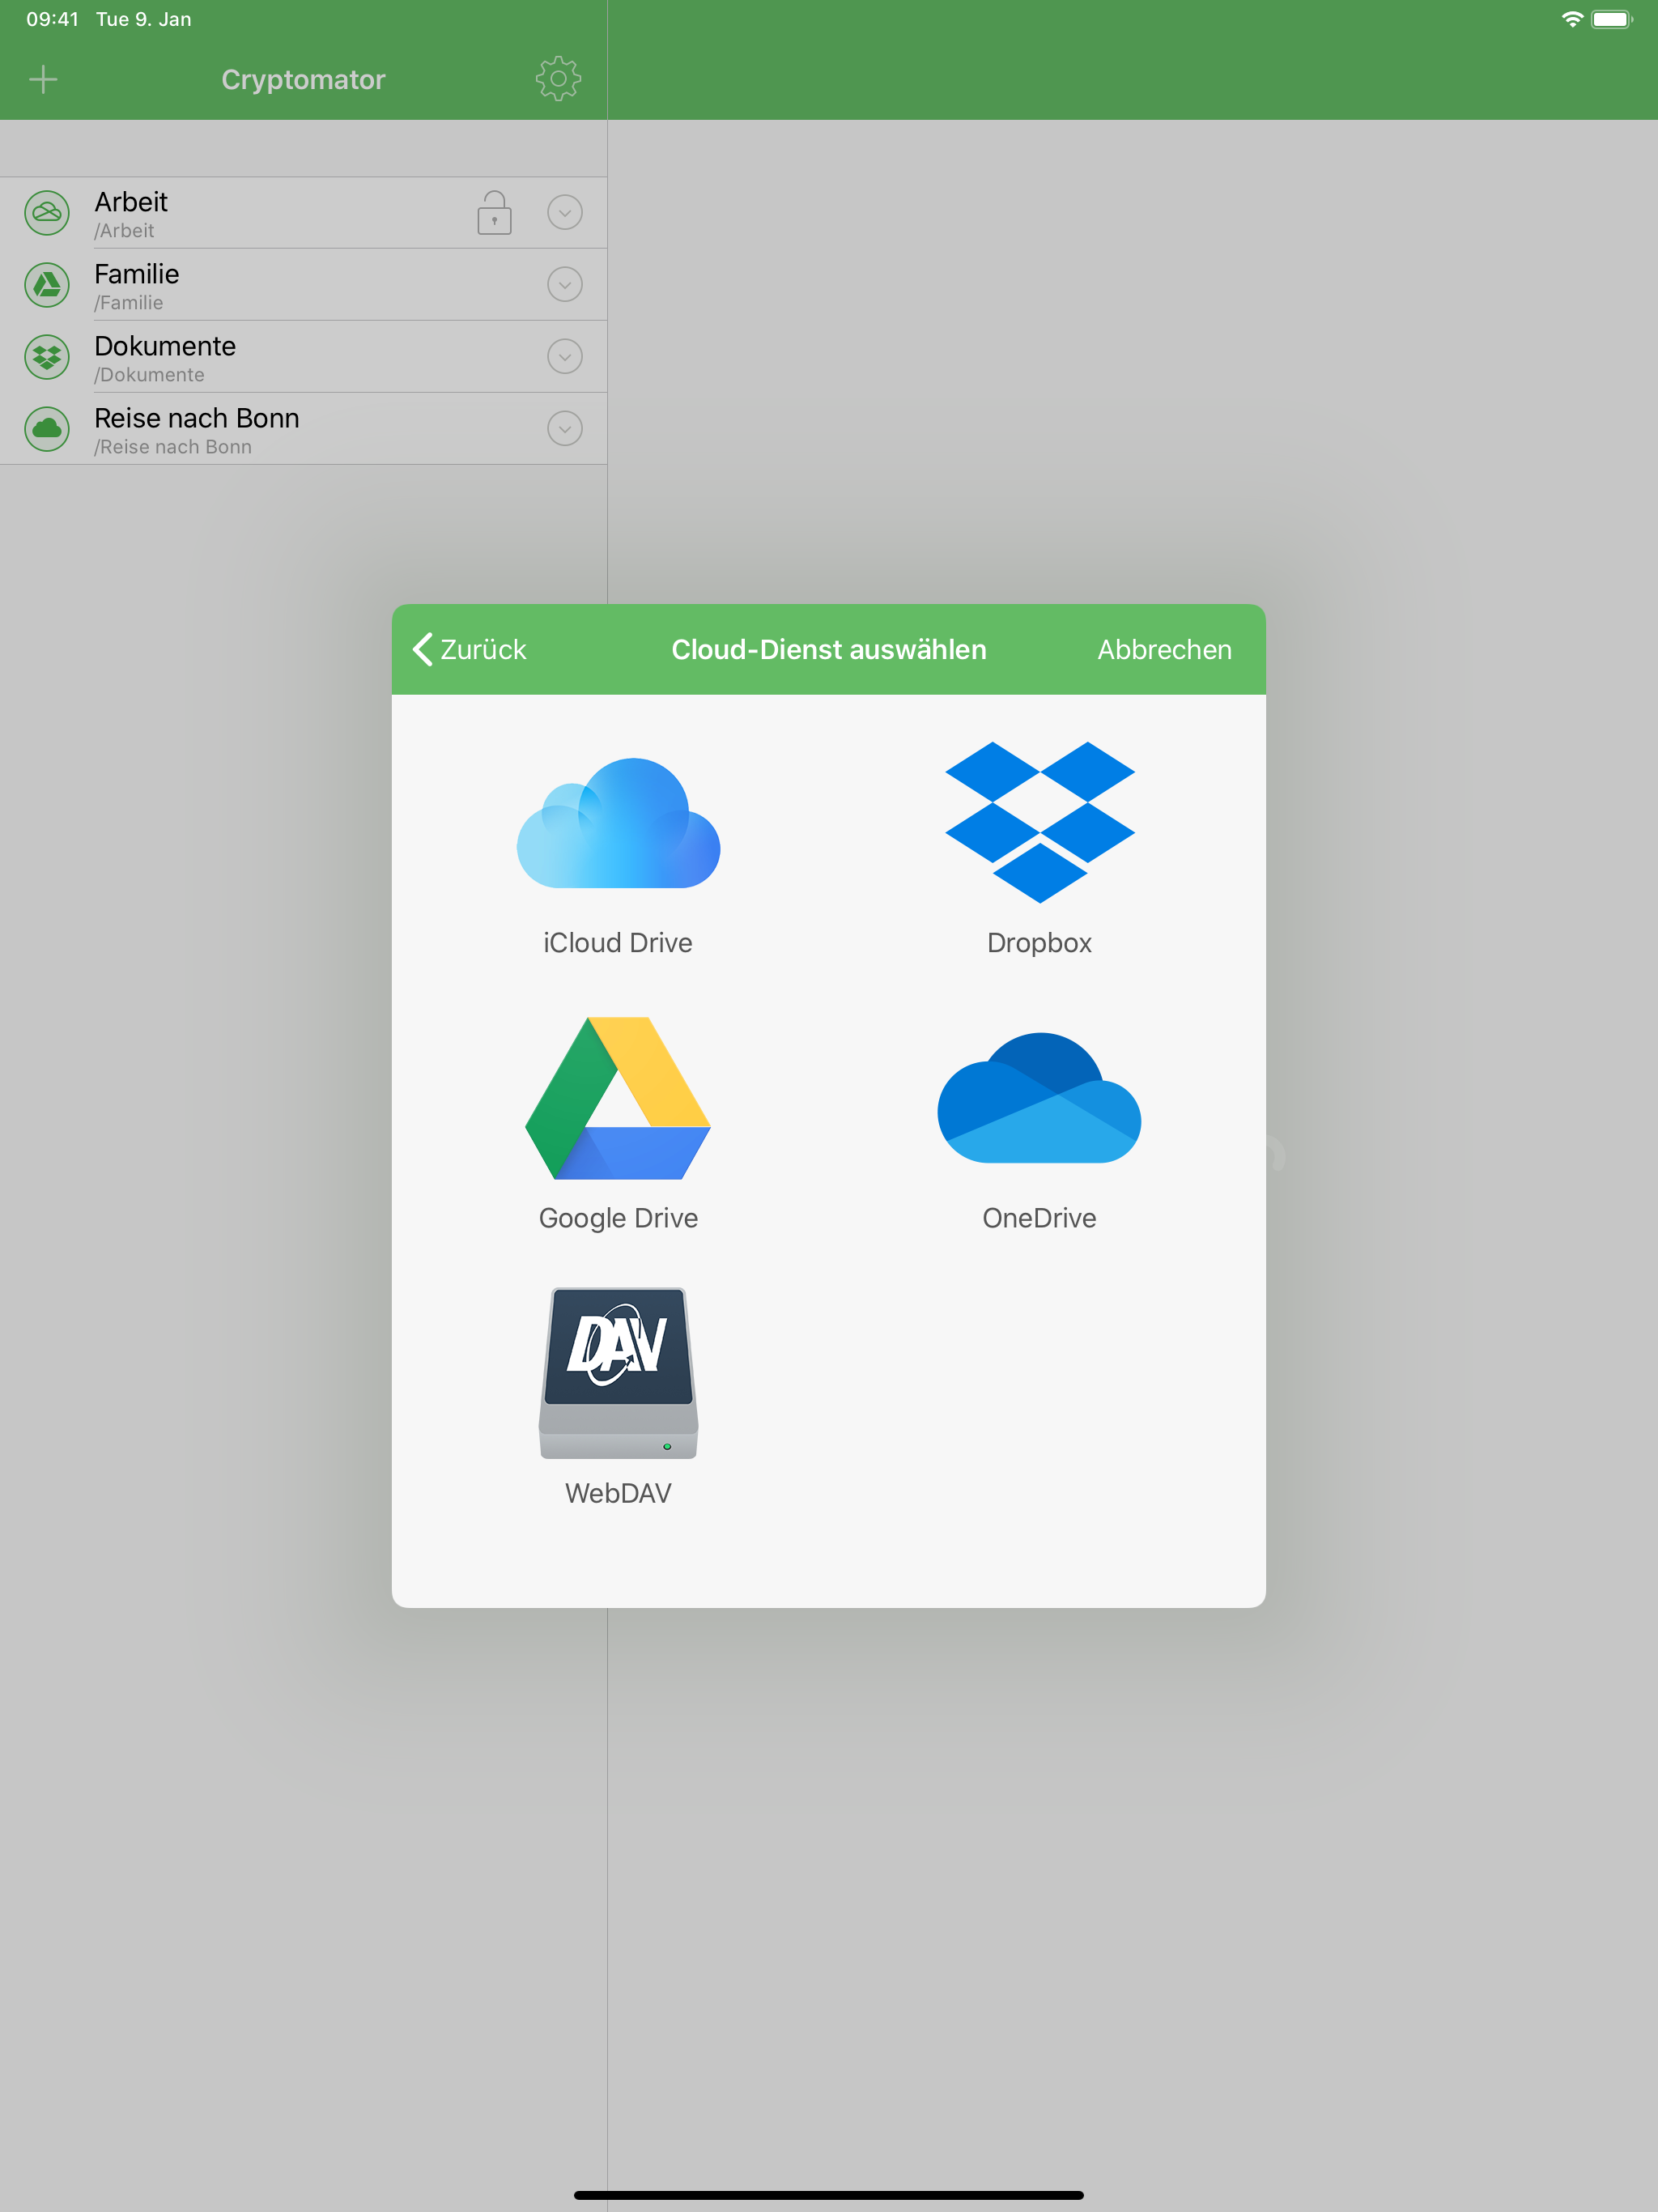 09:41 Tue 9. Jan
Cryptomator
Arbeit
/Arbeit
Familie
/Familie
Dokumente
/Dokumente
Reise nach Bonn
/Reise nach Bonn
Zurück Cloud-Dienst auswählen Abbrechen
iCloud Drive Dropbox
Google Drive OneDrive
DAV
WebDAV